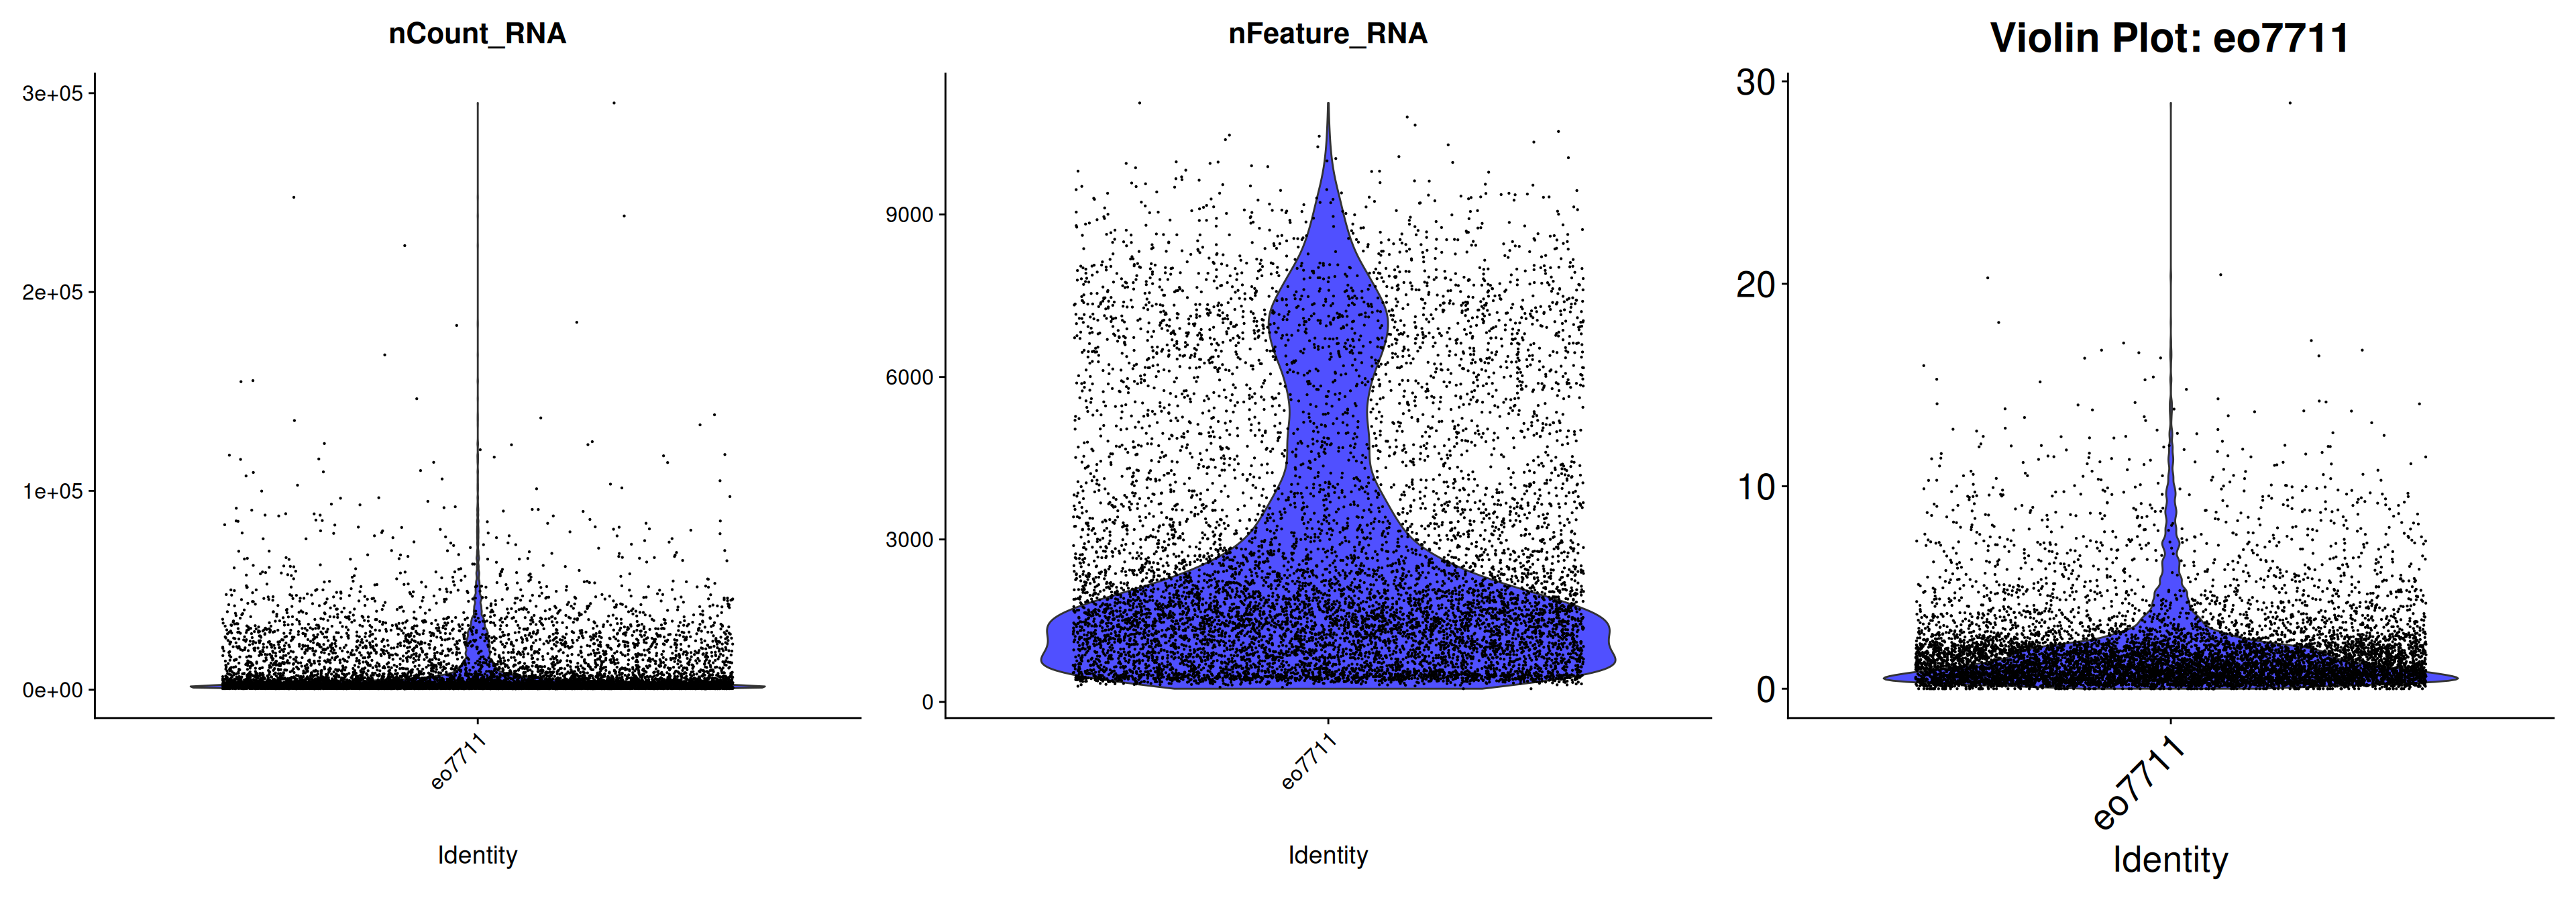 nCount_RNA
3e+05
2e+05
1e+05
0e+00
eo7711
Identity
nFeature_RNA
9000
6000
3000
0
eo7711
Identity
Violin Plot: eo7711
30
20
10
0
eo7711
Identity